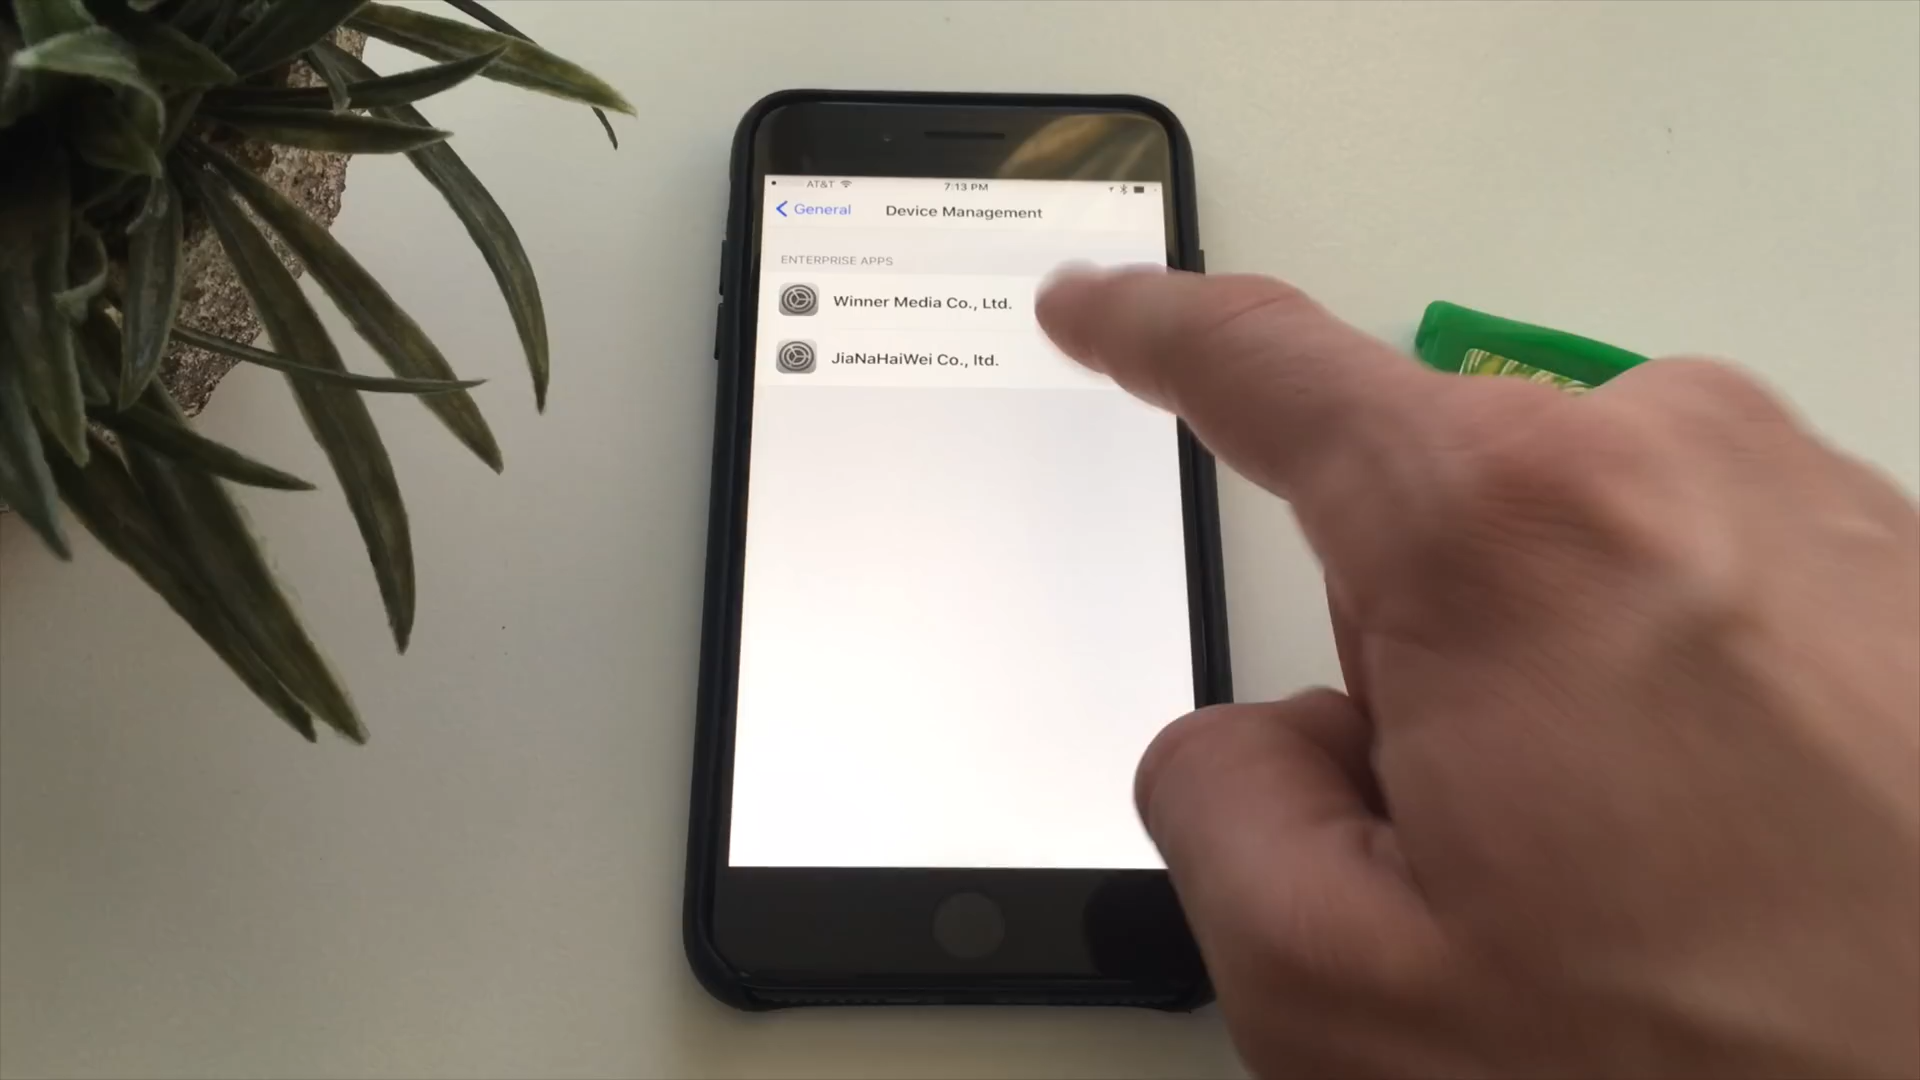 AT&T
7:13 PM
General
Device Management
ENTERPRISE APPS
Winner Media Co., Ltd.
JiaNaHaiWei Co., ltd.